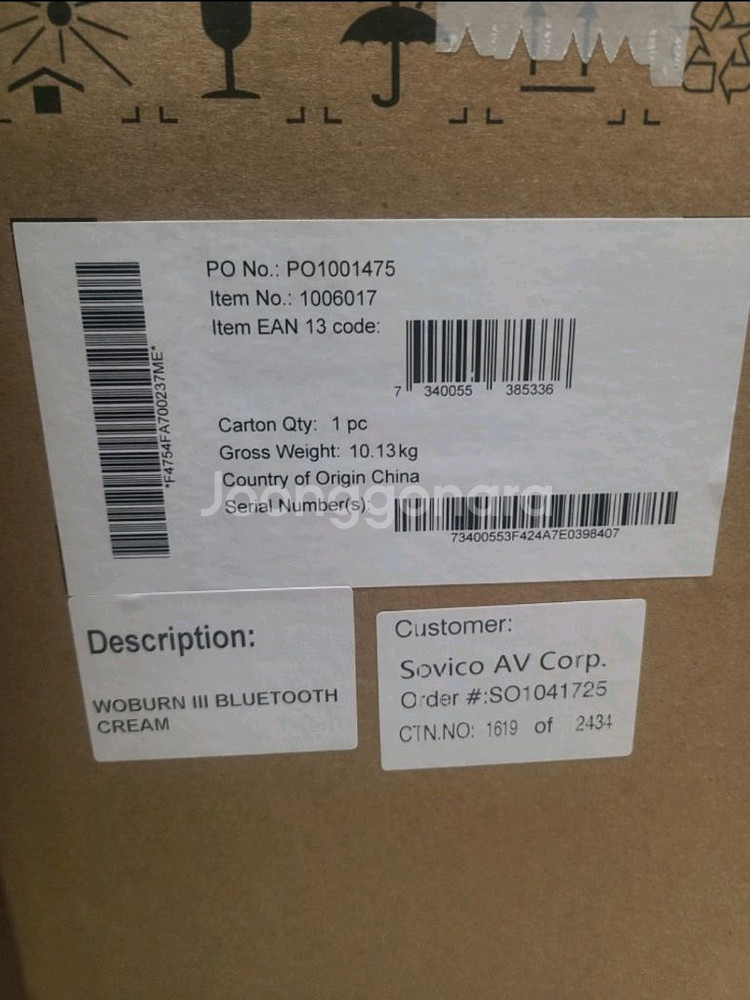 PO No.: PO1001475
Item No.: 1006017
Item EAN 13 code:
7 340055 385336
*F4754FA700237ME*
Carton Qty: 1 pc
Gross Weight: 10.13kg
Country of Origin China
Joonggonara
Serial Number(s):
73400553F424A7E0398407
Description:
WOBURN III BLUETOOTH
CREAM
Customer:
Sovico AV Corp.
Order #:SO1041725
CTN.NO: 1619 of 2434